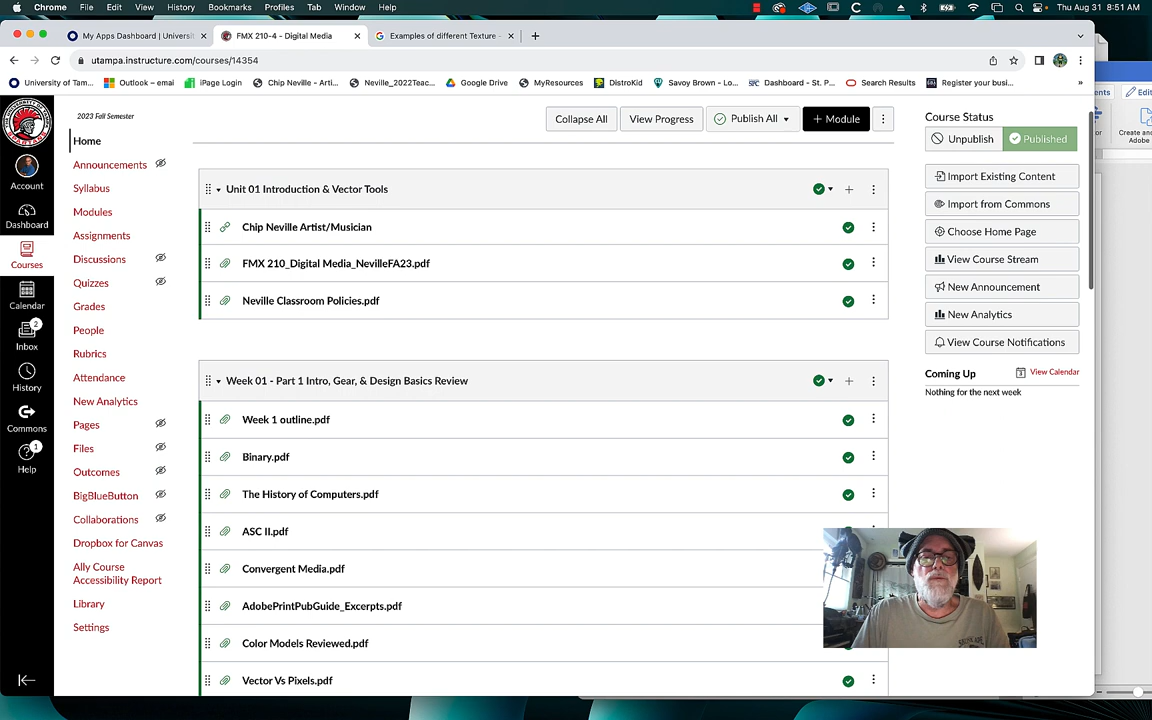 Chrome File Edit View History Bookmarks Profiles Tab Window Help
Thu Aug 31 8:51 AM
My Apps Dashboard | Universit
FMX 210-4 - Digital Media
Examples of different Texture -
utampa.instructure.com/courses/14354
University of Tam...
Outlook – emai
iPage Login
Chip Neville - Arti...
Neville_2022Teac...
Google Drive
MyResources
DistroKid
Savoy Brown - Lo...
Dashboard - St. P...
Search Results
Register your busi...
»
Account
Dashboard
Courses
Calendar
2
Inbox
History
Commons
1
Help
2023 Fall Semester
Home
Announcements
Syllabus
Modules
Assignments
Discussions
Quizzes
Grades
People
Rubrics
Attendance
New Analytics
Pages
Files
Outcomes
BigBlueButton
Collaborations
Dropbox for Canvas
Ally Course
Accessibility Report
Library
Settings
Collapse All
View Progress
Publish All
+ Module
Unit 01 Introduction & Vector Tools
Chip Neville Artist/Musician
FMX 210_Digital Media_NevilleFA23.pdf
Neville Classroom Policies.pdf
Week 01 - Part 1 Intro, Gear, & Design Basics Review
Week 1 outline.pdf
Binary.pdf
The History of Computers.pdf
ASC II.pdf
Convergent Media.pdf
AdobePrintPubGuide_Excerpts.pdf
Color Models Reviewed.pdf
Vector Vs Pixels.pdf
Course Status
Unpublish
Published
Import Existing Content
Import from Commons
Choose Home Page
View Course Stream
New Announcement
New Analytics
View Course Notifications
Coming Up
View Calendar
Nothing for the next week
Create and
Adobe